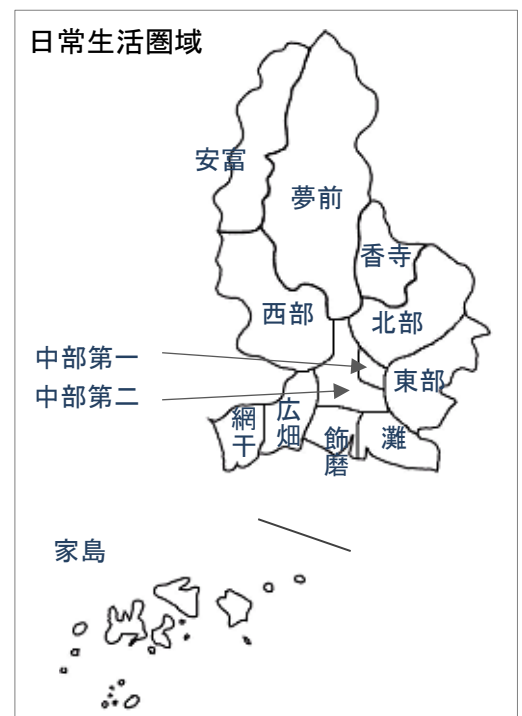 日常生活圏域
安富
夢前
香寺
西部
北部
中部第一
東部
中部第二
網干
広畑
飾磨
灘
家島